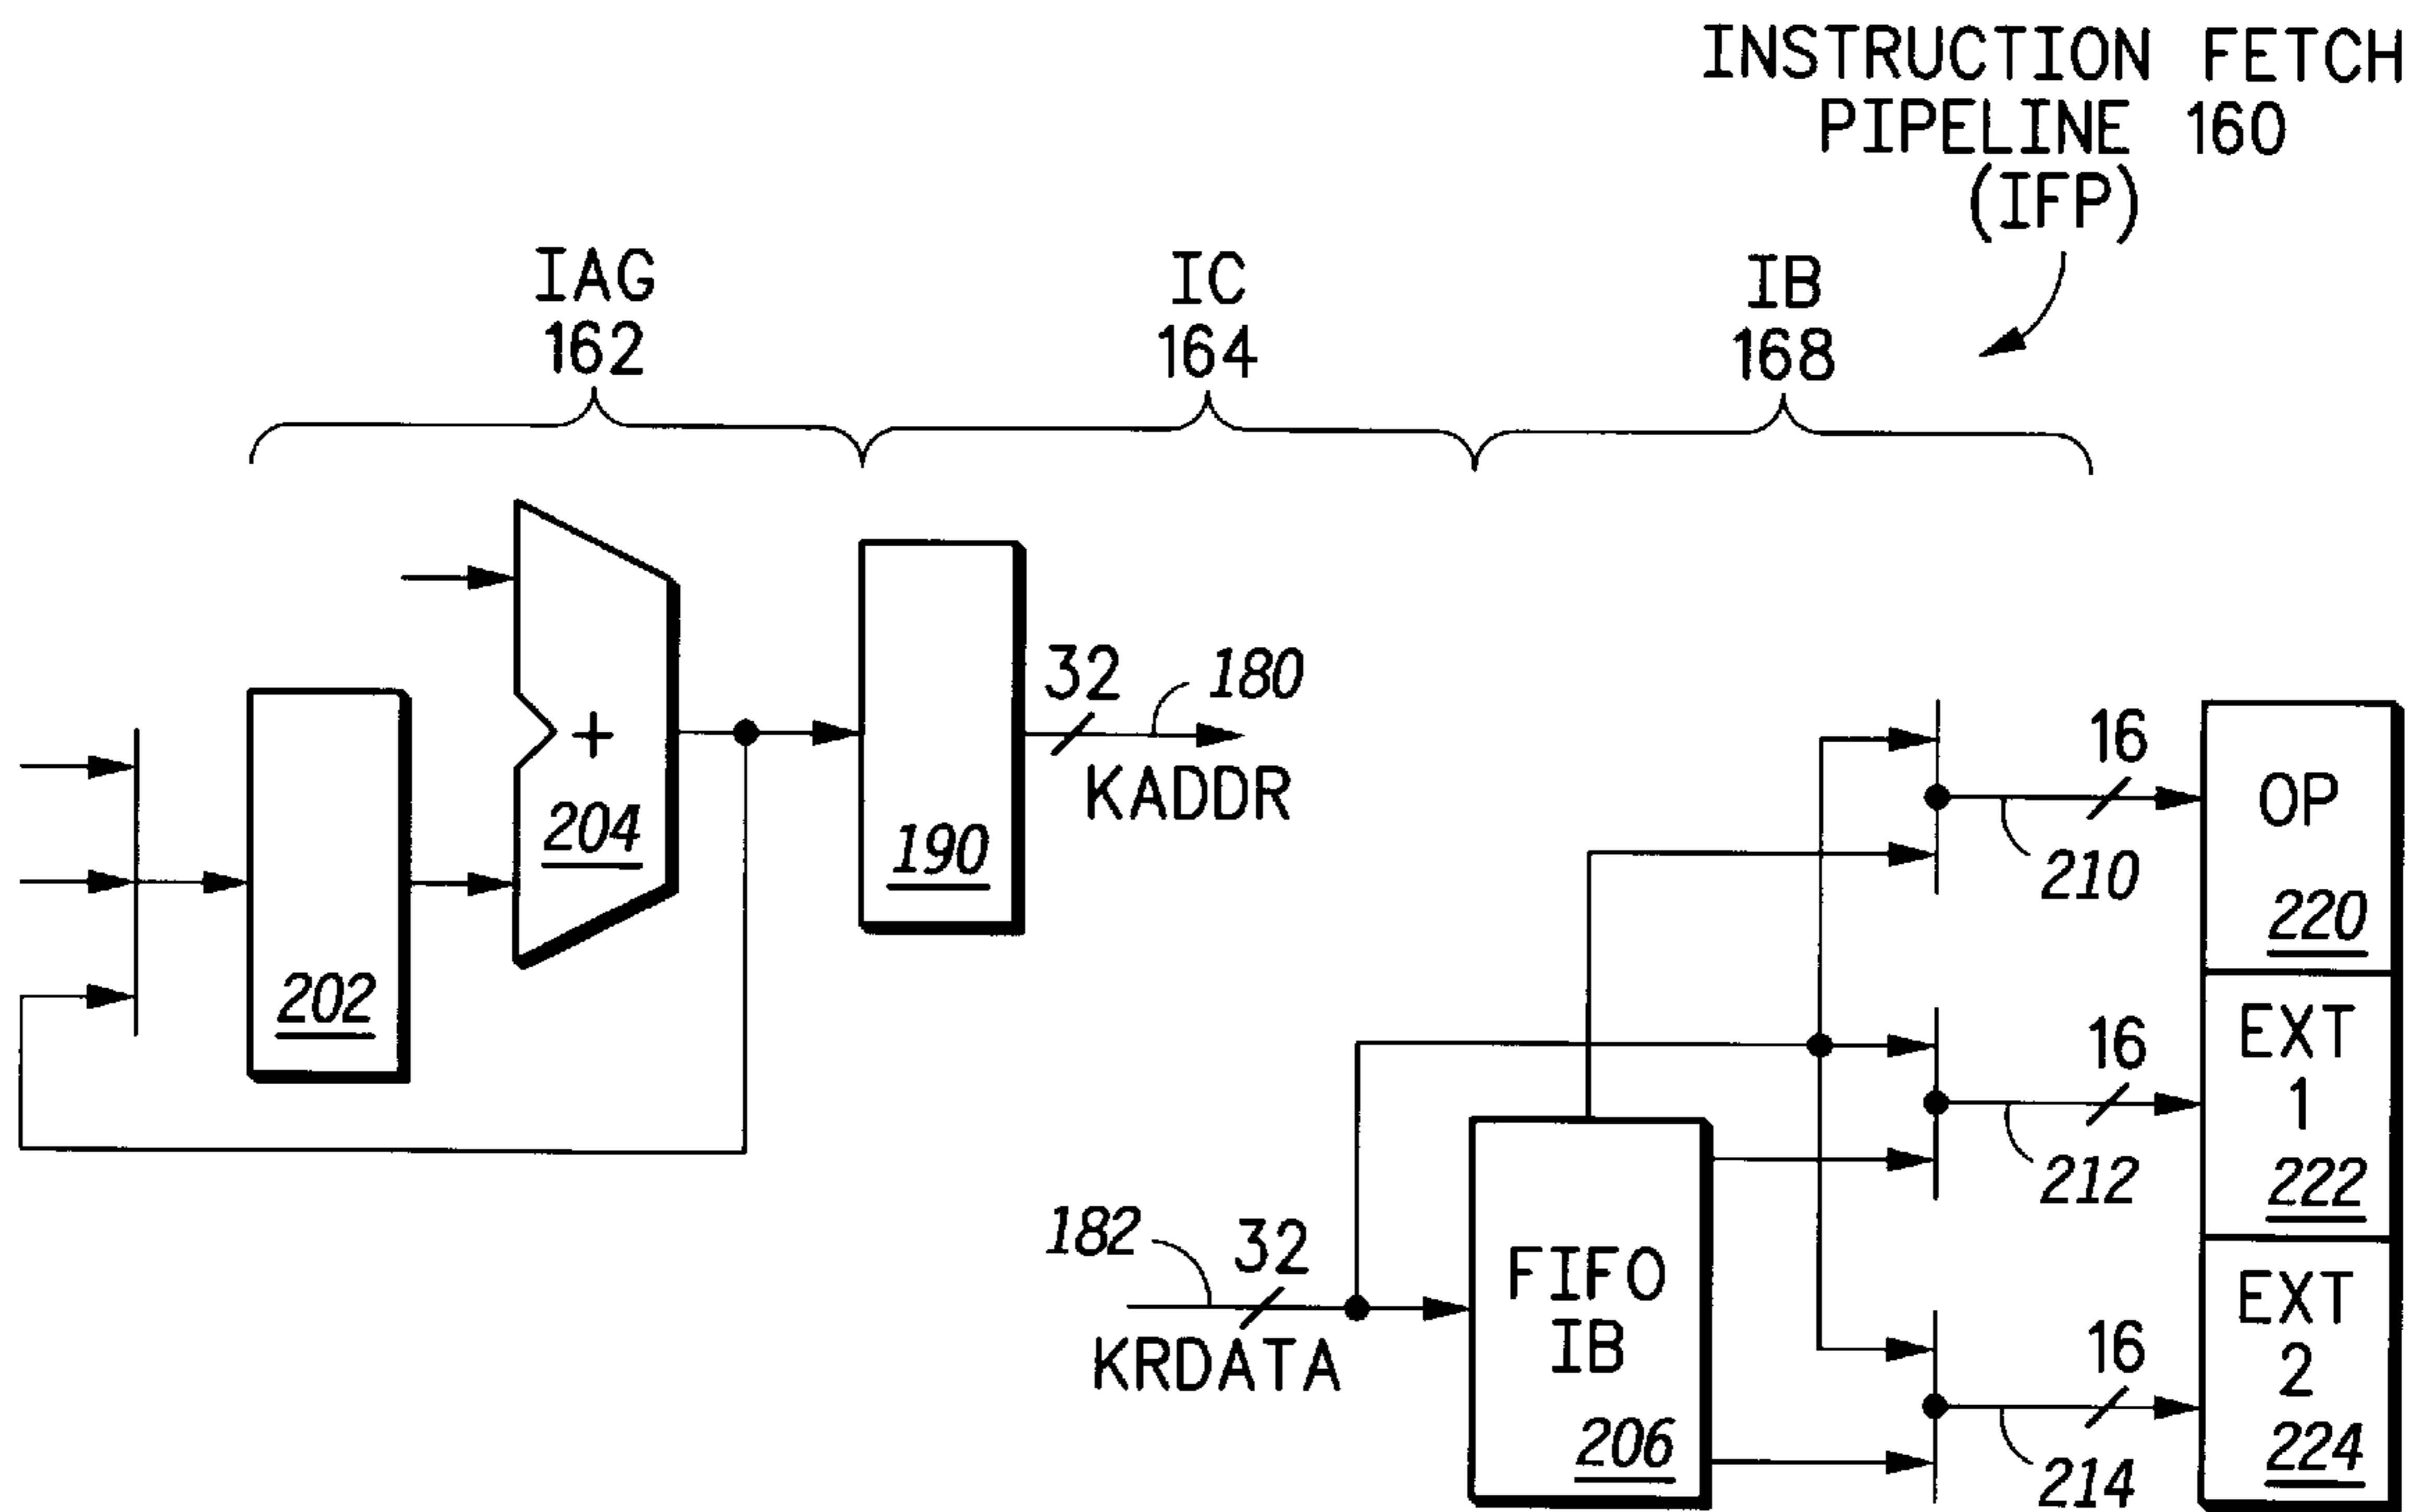 INSTRUCTION FETCH
PIPELINE 160
(IFP)
IAG
162
IC
164
IB
168
+
204
202
190
32
180
KADDR
16
210
OP
220
16
212
EXT
1
222
182
32
KRDATA
FIFO
IB
206
16
214
EXT
2
224